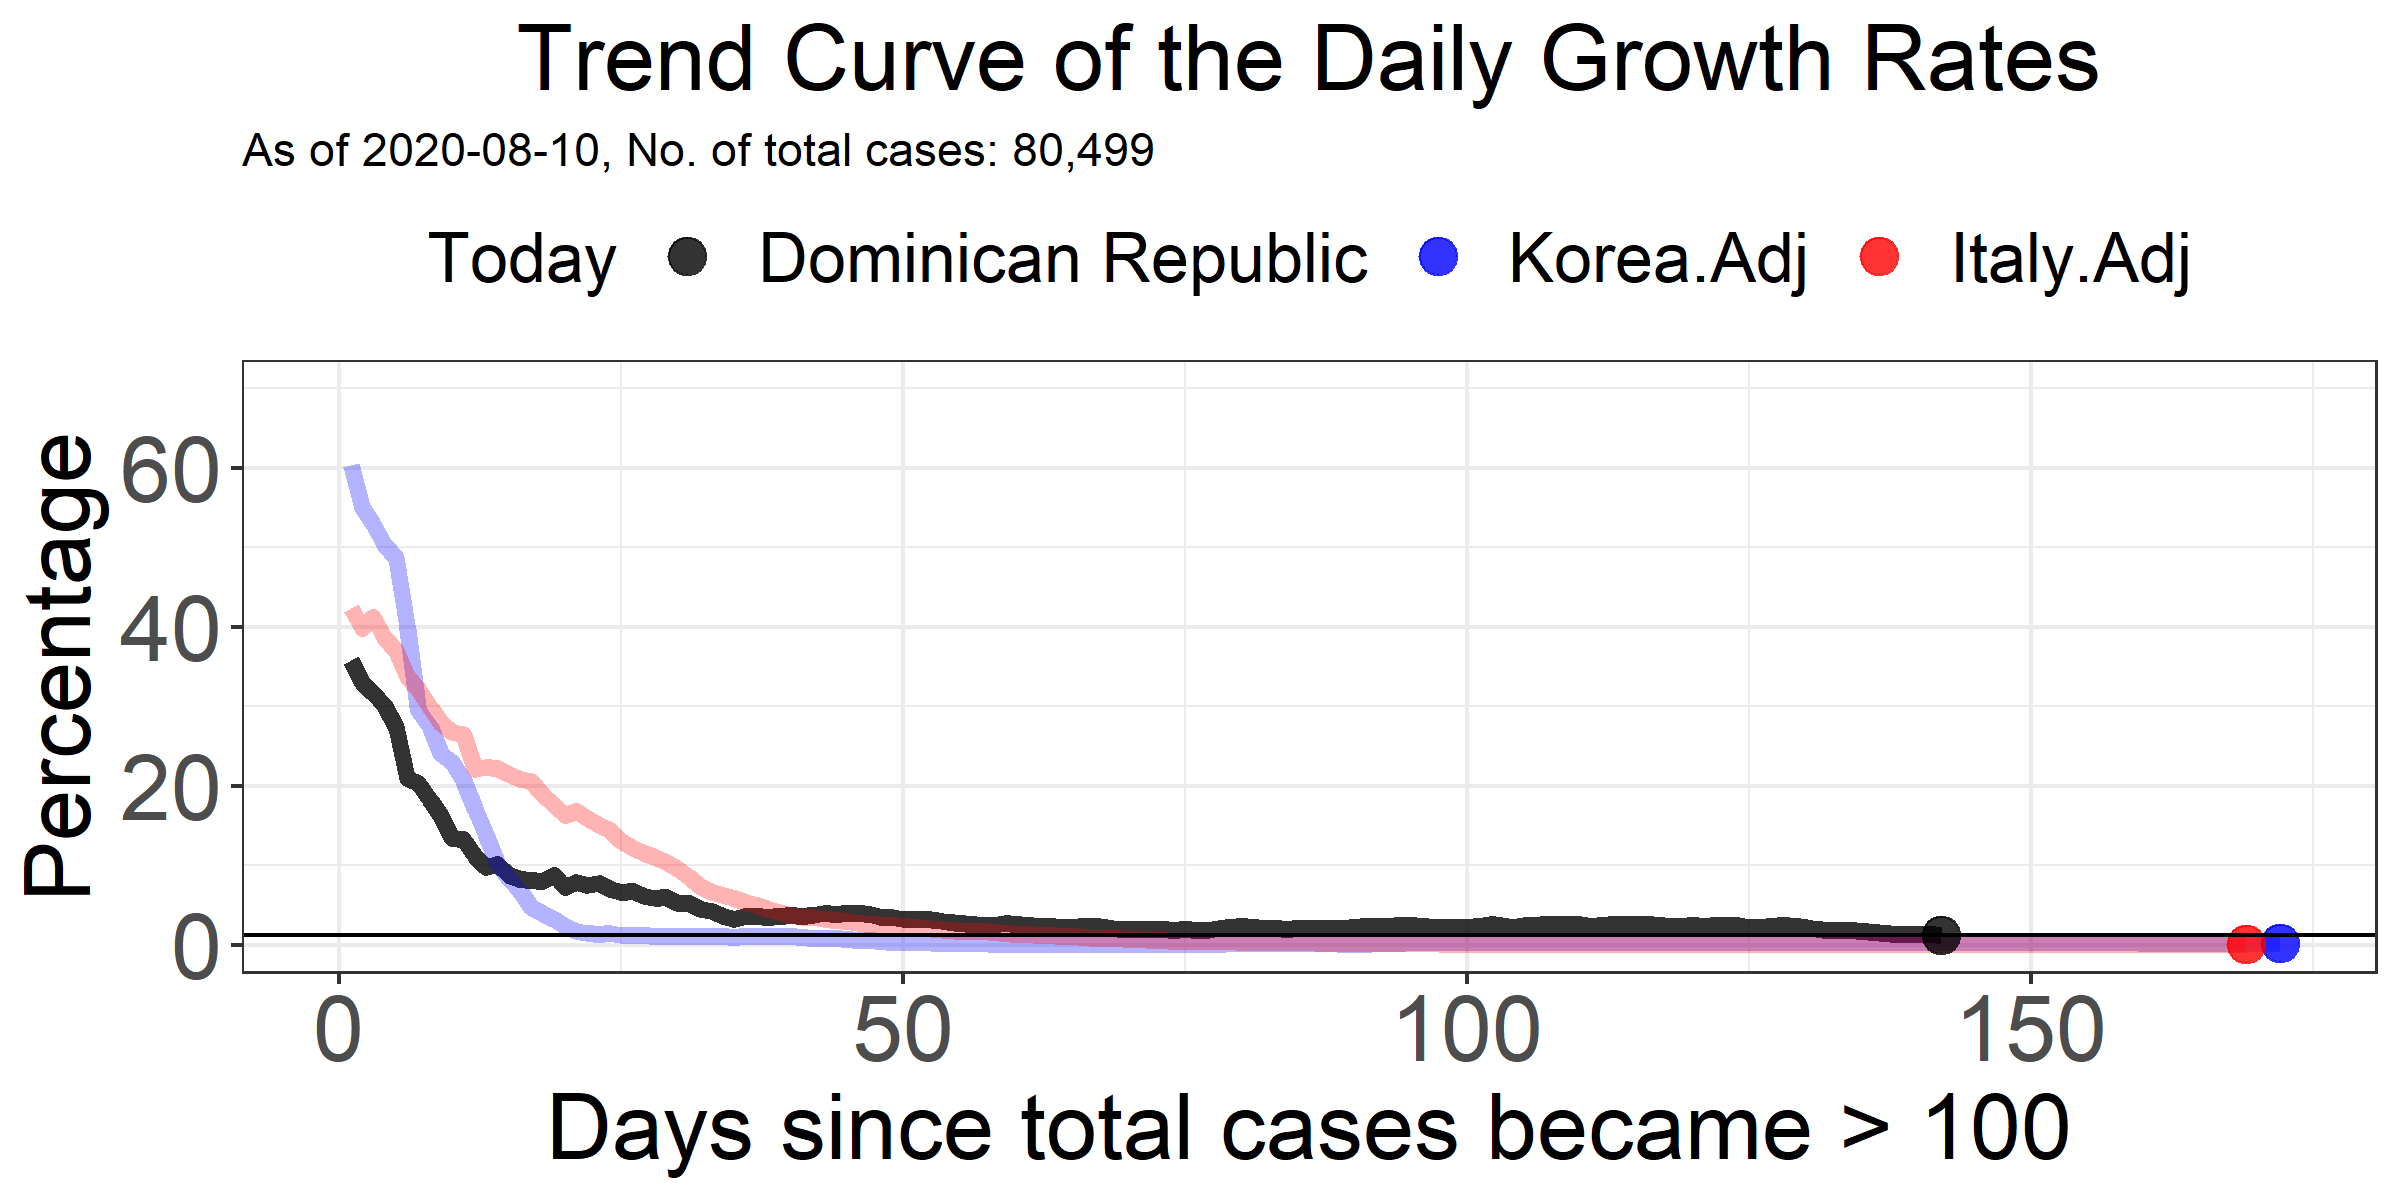 Trend Curve of the Daily Growth Rates
As of 2020-08-10, No. of total cases: 80,499
Today Dominican Republic Korea.Adj Italy.Adj
Percentage
60
40
20
0
0 50 100 150
Days since total cases became > 100